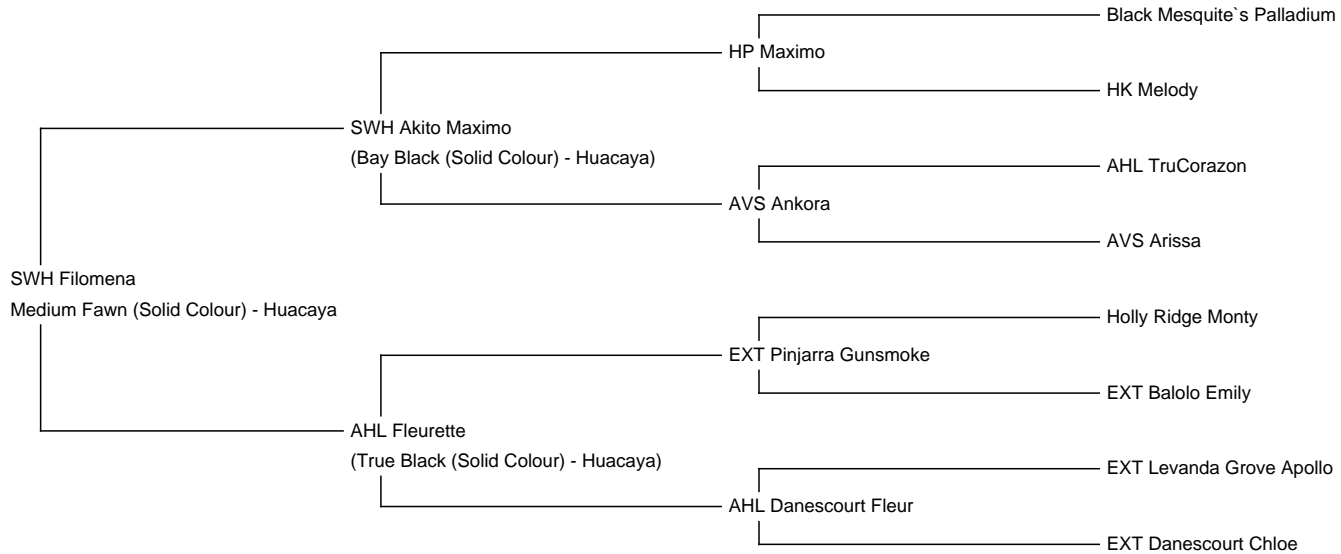 Black Mesquite`s Palladium
HP Maximo
HK Melody
SWH Akito Maximo
(Bay Black (Solid Colour) - Huacaya)
AHL TruCorazon
AVS Ankora
AVS Arissa
SWH Filomena
Medium Fawn (Solid Colour) - Huacaya
Holly Ridge Monty
EXT Pinjarra Gunsmoke
EXT Balolo Emily
AHL Fleurette
(True Black (Solid Colour) - Huacaya)
EXT Levanda Grove Apollo
AHL Danescourt Fleur
EXT Danescourt Chloe